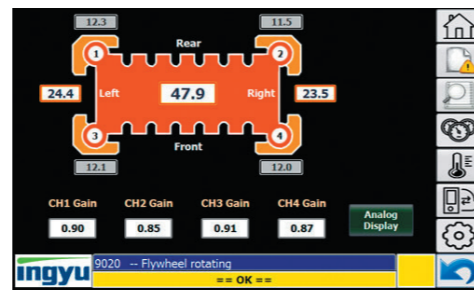 12.3
11.5
1
2
Rear
24.4
Left
47.9
Right
23.5
3
4
Front
12.1
12.0
CH1 Gain
CH2 Gain
CH3 Gain
CH4 Gain
0.90
0.85
0.91
0.87
Analog
Display
ingyu
9020 -- Flywheel rotating
== OK ==